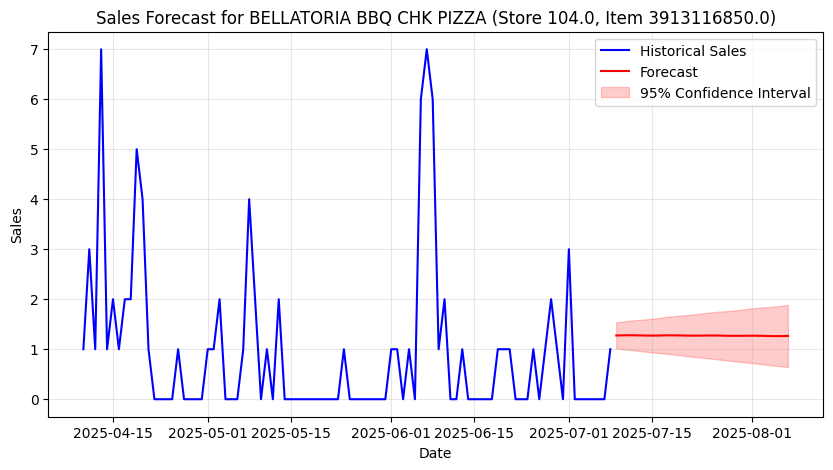 Sales Forecast for BELLATORIA BBQ CHK PIZZA (Store 104.0, Item 3913116850.0)
Historical Sales
Forecast
95% Confidence Interval
Sales
7
6
5
4
3
2
1
0
2025-04-15 2025-05-01 2025-05-15 2025-06-01 2025-06-15 2025-07-01 2025-07-15 2025-08-01
Date